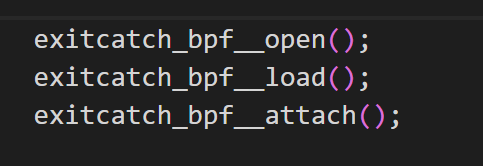 exitcatch_bpf__open();
exitcatch_bpf__load();
exitcatch_bpf__attach();